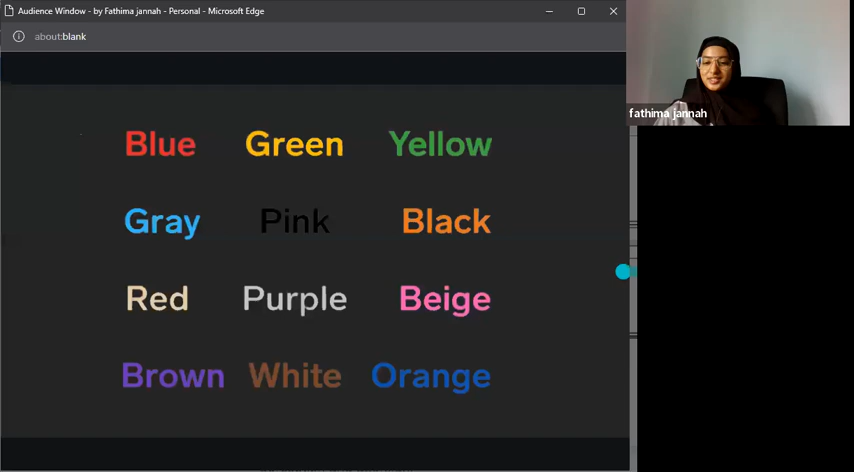 Audience Window - by Fathima jannah - Personal - Microsoft Edge
about:blank
fathima jannah
Blue Green Yellow
Gray Pink Black
Red Purple Beige
Brown White Orange